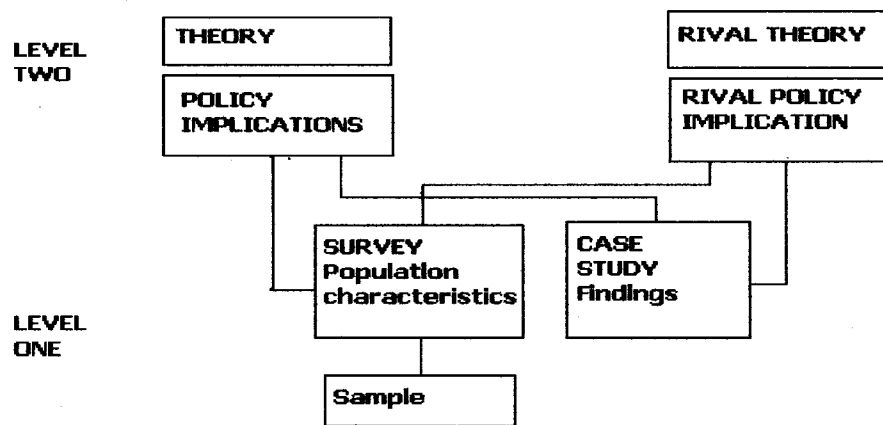 LEVEL
TWO
THEORY
RIVAL THEORY
POLICY
IMPLICATIONS
RIVAL POLICY
IMPLICATION
SURVEY
Population
characteristics
CASE
STUDY
Findings
LEVEL
ONE
Sample